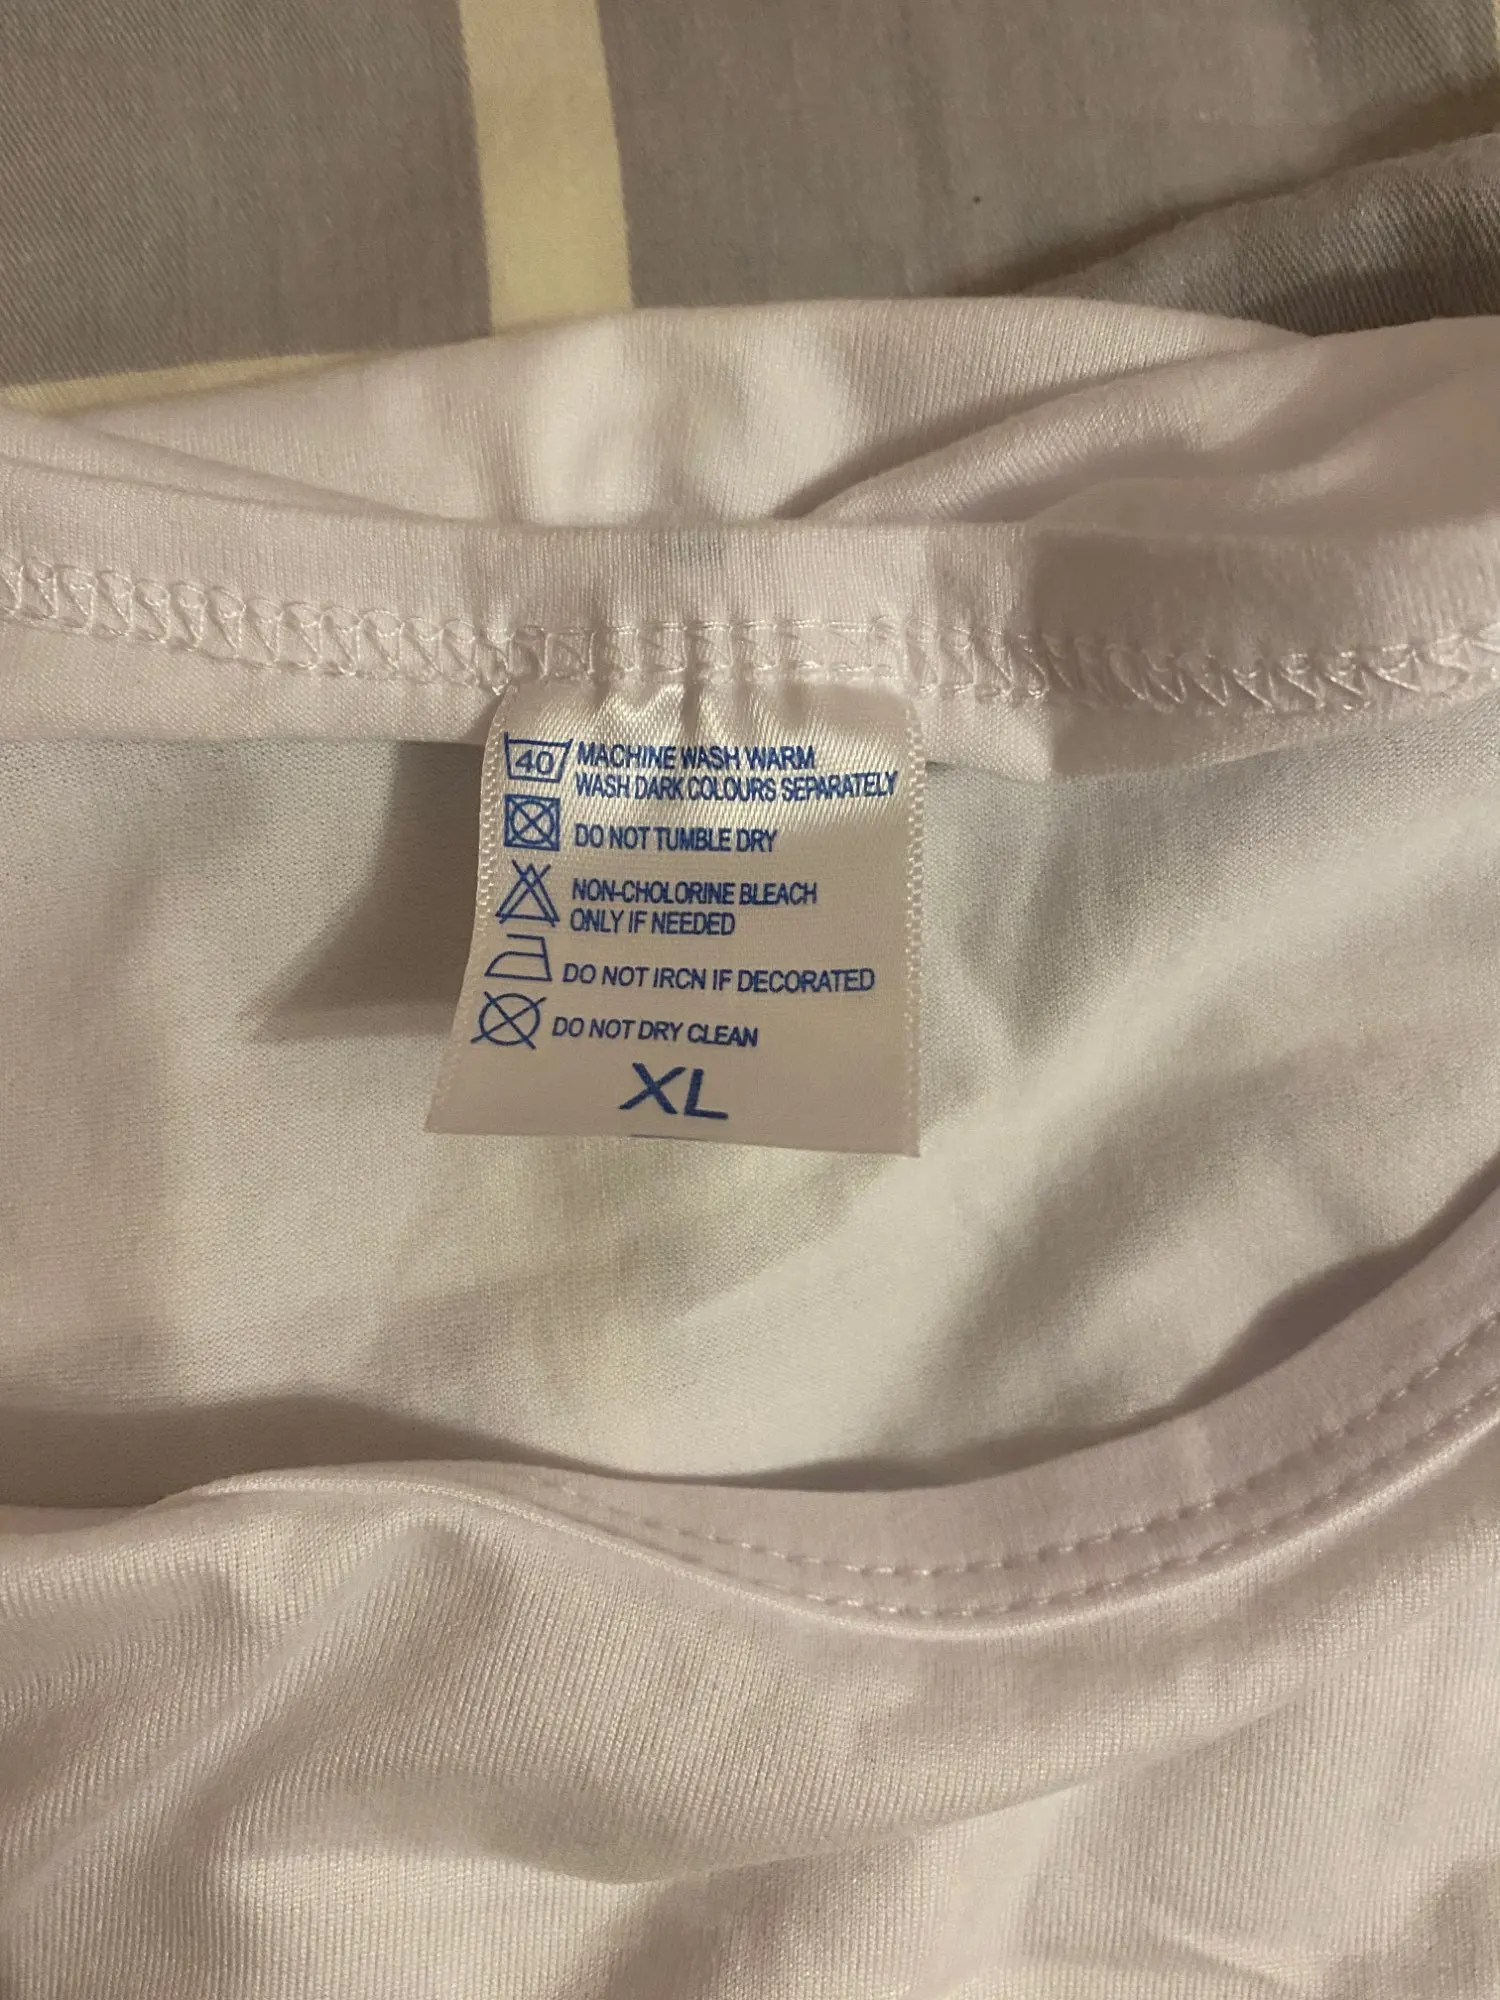 40 MACHINE WASH WARM
WASH DARK COLOURS SEPARATELY
DO NOT TUMBLE DRY
NON-CHOLORINE BLEACH
ONLY IF NEEDED
DO NOT IRCN IF DECORATED
DO NOT DRY CLEAN
XL